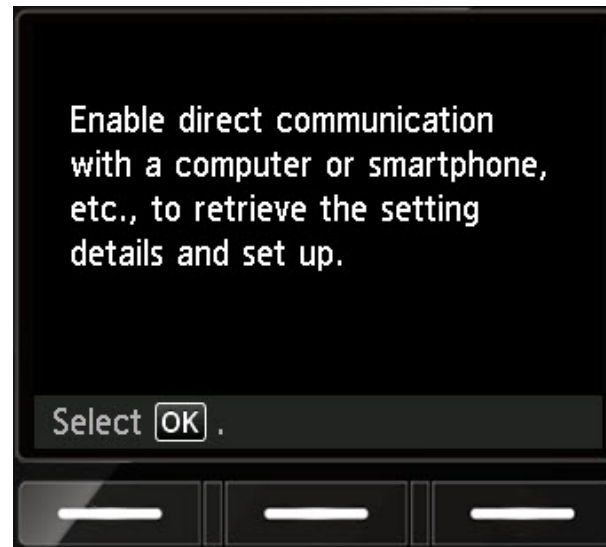 Enable direct communication
with a computer or smartphone,
etc., to retrieve the setting
details and set up.
Select OK .